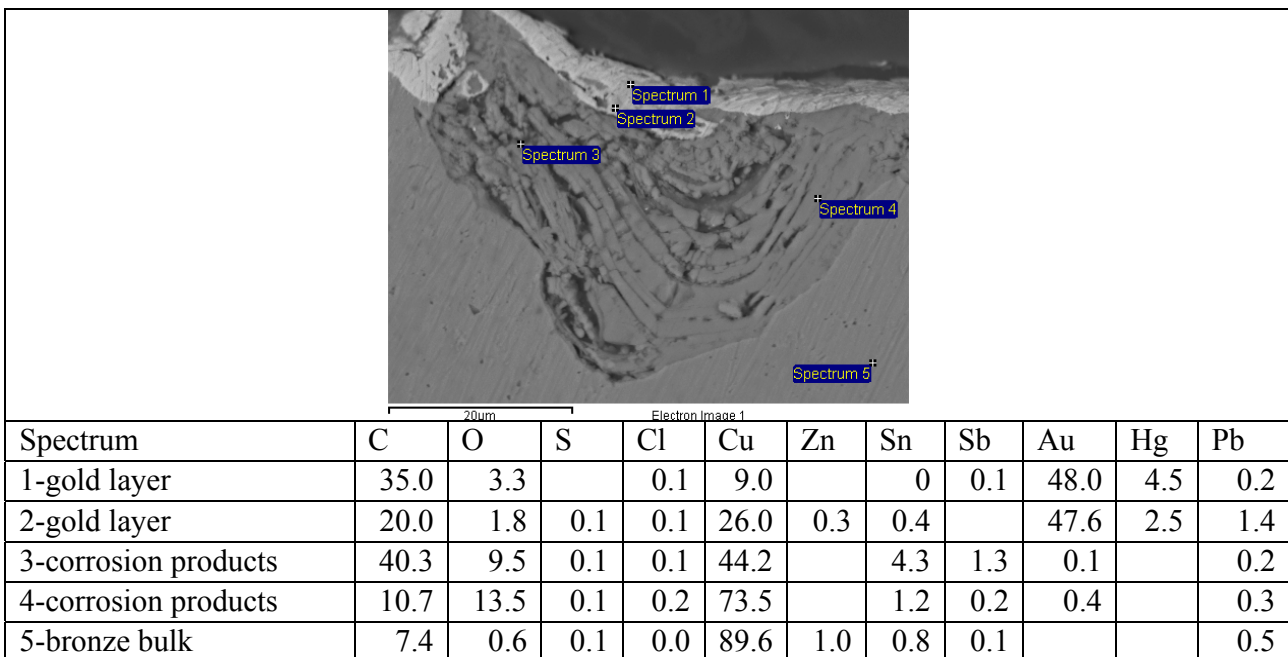 Spectrum 1
Spectrum 2
Spectrum 3
Spectrum 4
Spectrum 5
20µm Electron Image 1
Spectrum C O S Cl Cu Zn Sn Sb Au Hg Pb
1-gold layer 35.0 3.3 0.1 9.0 0 0.1 48.0 4.5 0.2
2-gold layer 20.0 1.8 0.1 0.1 26.0 0.3 0.4 47.6 2.5 1.4
3-corrosion products 40.3 9.5 0.1 0.1 44.2 4.3 1.3 0.1 0.2
4-corrosion products 10.7 13.5 0.1 0.2 73.5 1.2 0.2 0.4 0.3
5-bronze bulk 7.4 0.6 0.1 0.0 89.6 1.0 0.8 0.1 0.5